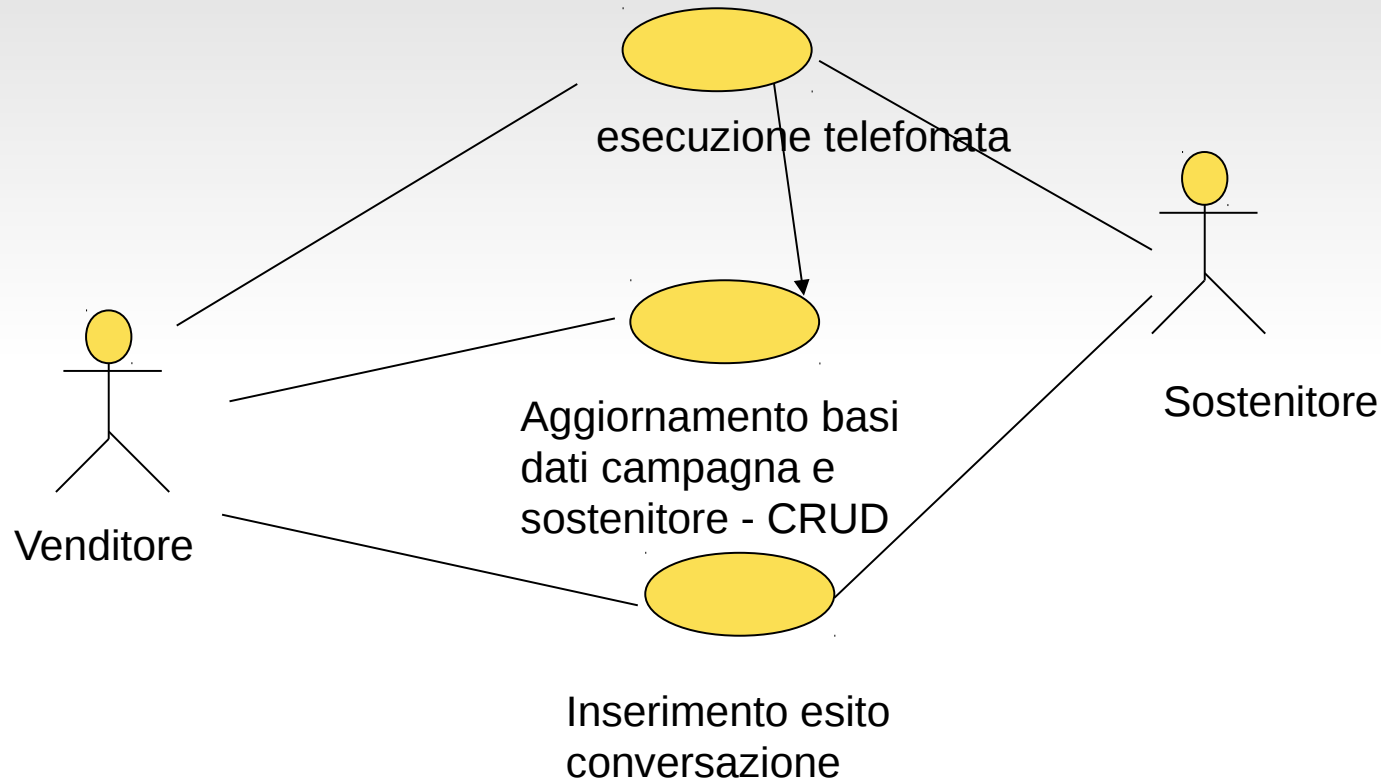 esecuzione telefonata
Sostenitore
Aggiornamento basi
dati campagna e
sostenitore - CRUD
Venditore
Inserimento esito
conversazione